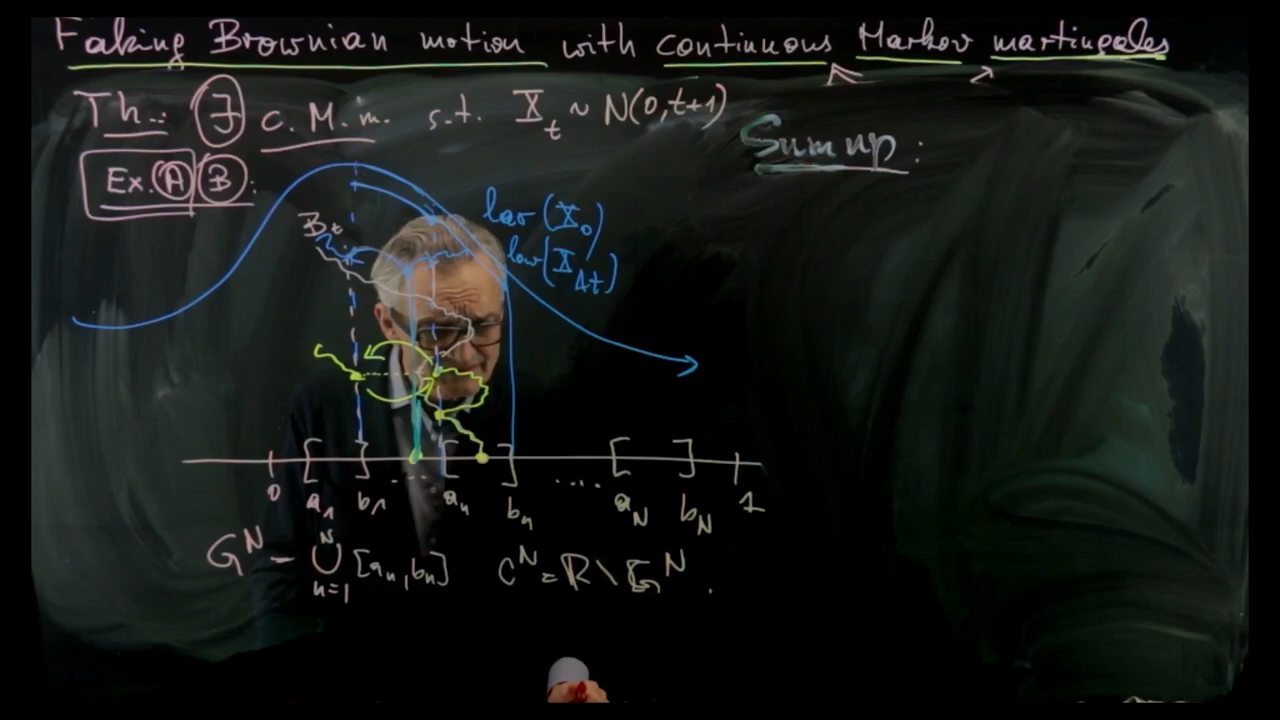 Faking Brownian motion with continuous Markov martingales
Th.: ∃ c. M. m. s.t. X_t ~ N(0,t+1)
Sum up:
Ex. A B :
B_t
law(X_0)
law(X_Δt)
0 a_1 b_1 .... a_n b_n .... a_N b_N 1
G^N = ⋃_{n=1}^N [a_n, b_n] C^N = R \ G^N.